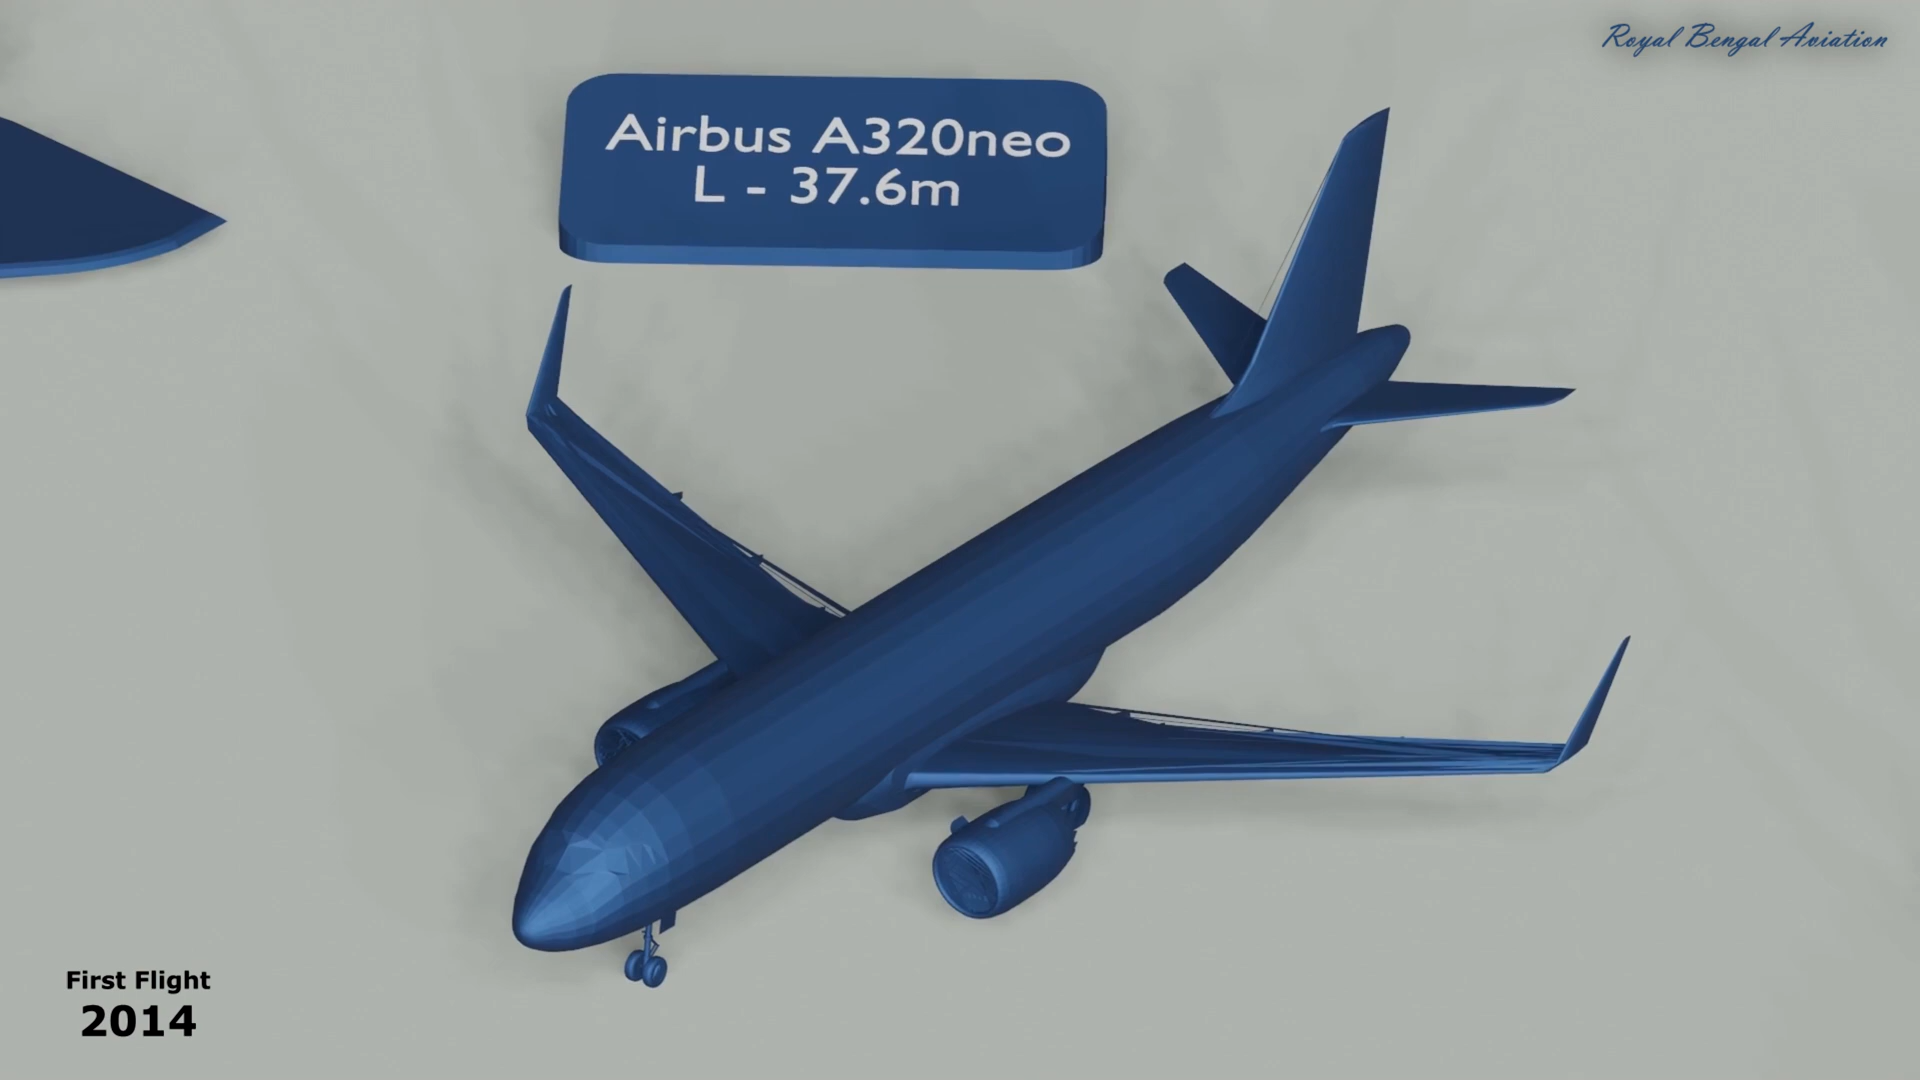 Royal Bengal Aviation
Airbus A320neo
L - 37.6m
First Flight
2014